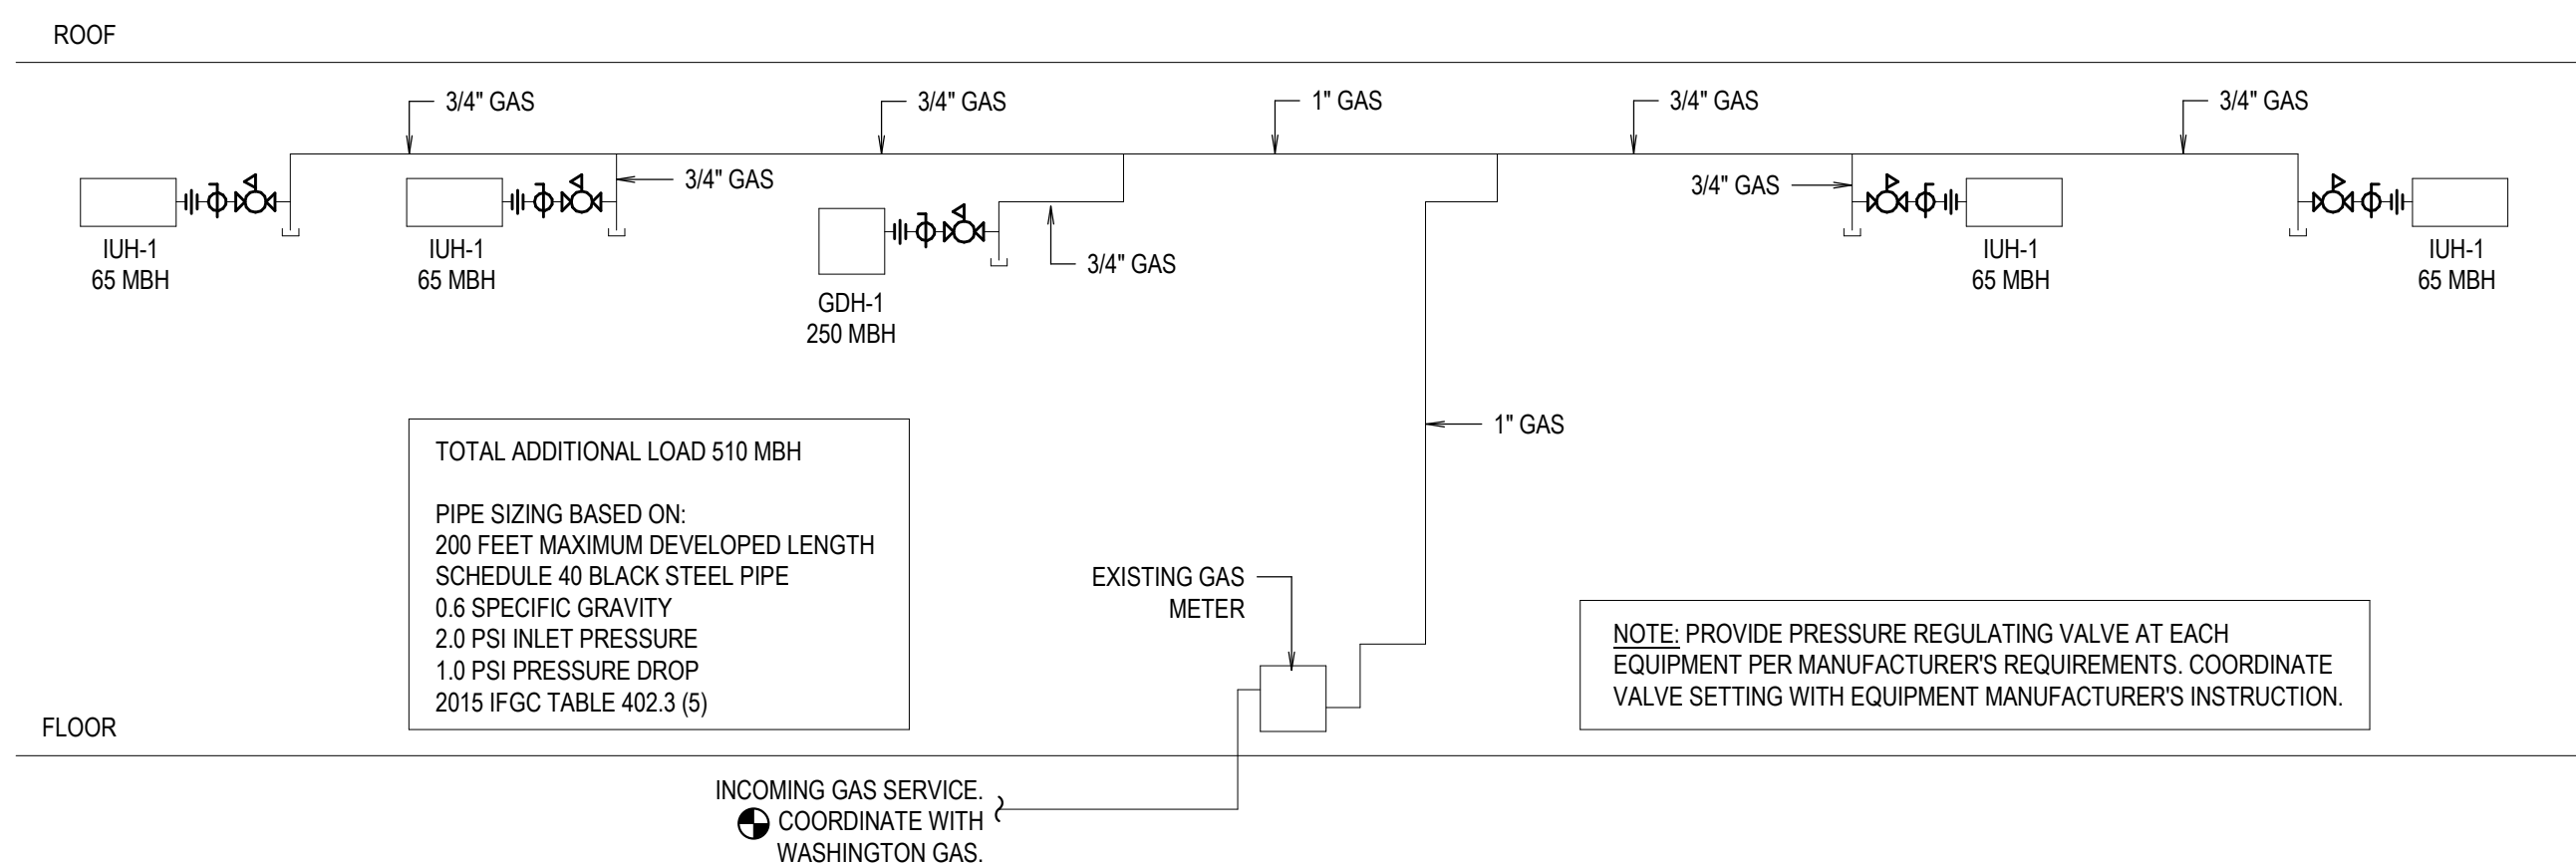 ROOF
3/4" GAS
3/4" GAS
1" GAS
3/4" GAS
3/4" GAS
3/4" GAS
3/4" GAS
IUH-1
65 MBH
IUH-1
65 MBH
3/4" GAS
GDH-1
250 MBH
IUH-1
65 MBH
IUH-1
65 MBH
1" GAS
TOTAL ADDITIONAL LOAD 510 MBH
PIPE SIZING BASED ON:
200 FEET MAXIMUM DEVELOPED LENGTH
SCHEDULE 40 BLACK STEEL PIPE
0.6 SPECIFIC GRAVITY
2.0 PSI INLET PRESSURE
1.0 PSI PRESSURE DROP
2015 IFGC TABLE 402.3 (5)
EXISTING GAS
METER
NOTE: PROVIDE PRESSURE REGULATING VALVE AT EACH
EQUIPMENT PER MANUFACTURER'S REQUIREMENTS. COORDINATE
VALVE SETTING WITH EQUIPMENT MANUFACTURER'S INSTRUCTION.
FLOOR
INCOMING GAS SERVICE.
COORDINATE WITH
WASHINGTON GAS.